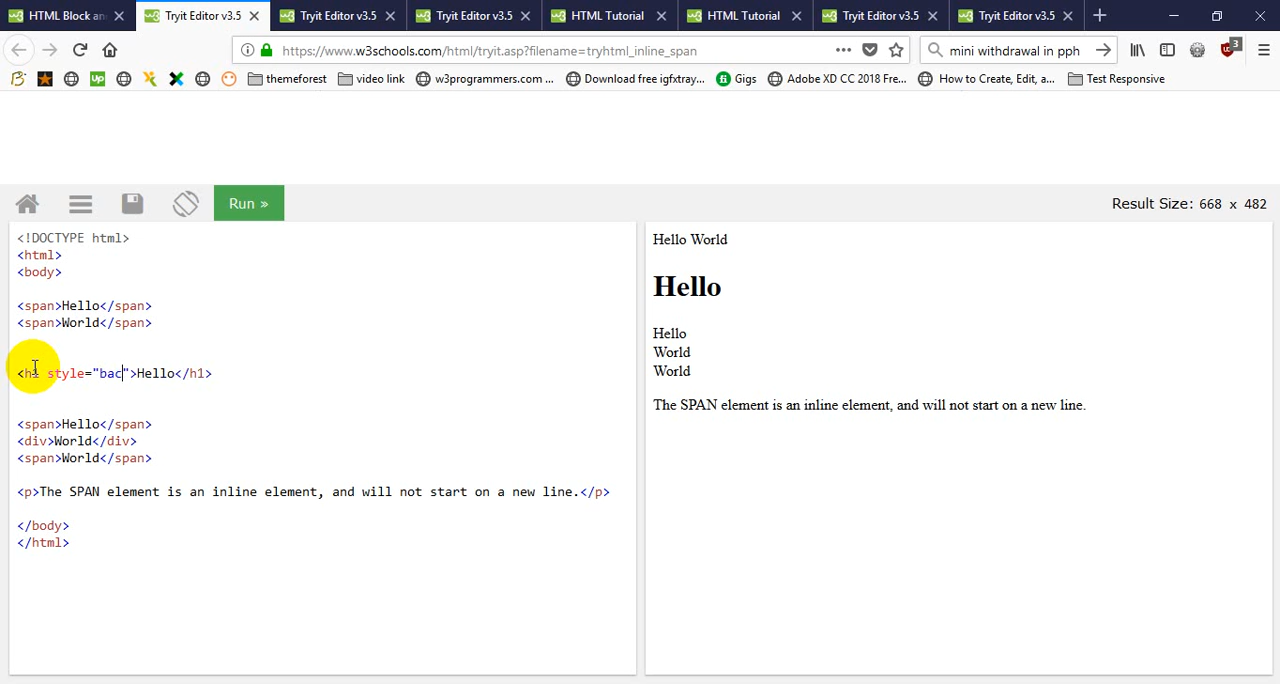 HTML Block an
Tryit Editor v3.5
Tryit Editor v3.5
Tryit Editor v3.5
HTML Tutorial
HTML Tutorial
Tryit Editor v3.5
Tryit Editor v3.5
https://www.w3schools.com/html/tryit.asp?filename=tryhtml_inline_span
mini withdrawal in pph
3
Up
themeforest
video link
w3programmers.com ...
Download free igfxtray...
fi Gigs
Adobe XD CC 2018 Fre...
How to Create, Edit, a...
Test Responsive
Run »
Result Size: 668 x 482
<!DOCTYPE html>
<html>
<body>
<span>Hello</span>
<span>World</span>
<h1 style="bac">Hello</h1>
<span>Hello</span>
<div>World</div>
<span>World</span>
<p>The SPAN element is an inline element, and will not start on a new line.</p>
</body>
</html>
Hello World
Hello
Hello
World
World
The SPAN element is an inline element, and will not start on a new line.